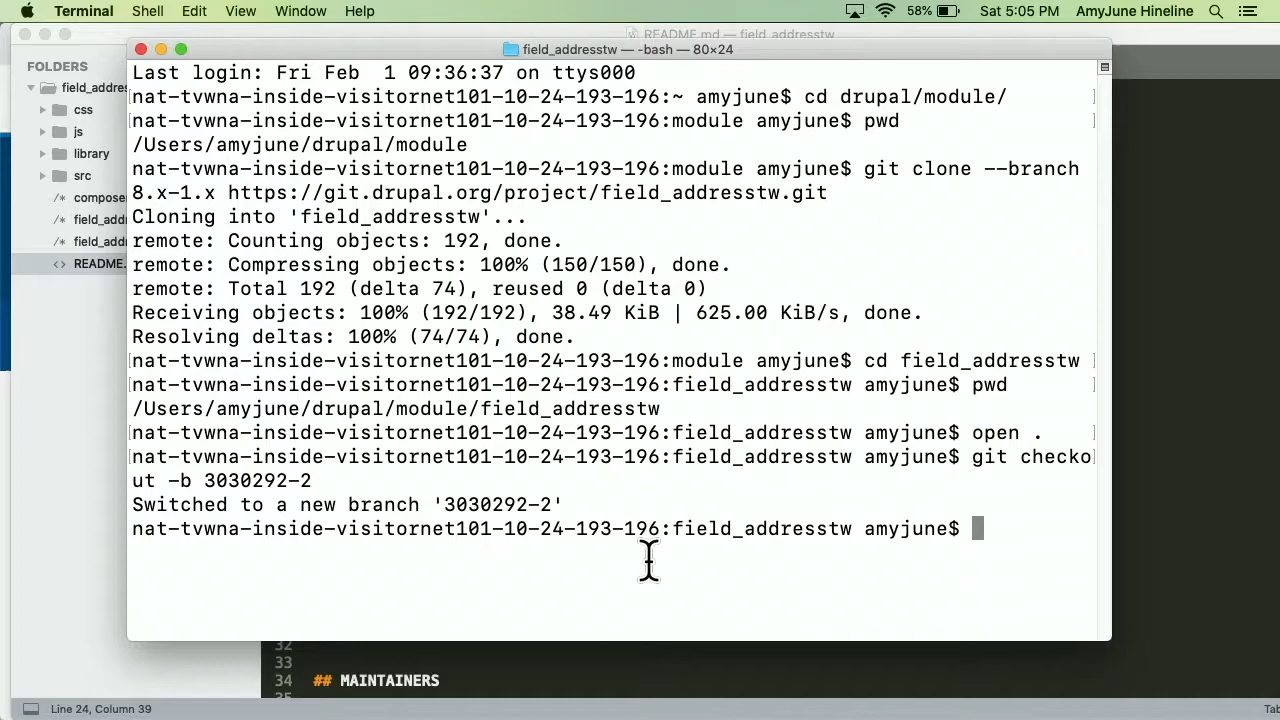 Terminal Shell Edit View Window Help 58% Sat 5:05 PM AmyJune Hineline
README.md — field_addresstw
field_addresstw — -bash — 80×24
FOLDERS
field_addres
css
js
library
src
/* compose
/* field_add
/* field_add
<> README.
Last login: Fri Feb  1 09:36:37 on ttys000
[nat-tvwna-inside-visitornet101-10-24-193-196:~ amyjune$ cd drupal/module/ ]
[nat-tvwna-inside-visitornet101-10-24-193-196:module amyjune$ pwd ]
/Users/amyjune/drupal/module
nat-tvwna-inside-visitornet101-10-24-193-196:module amyjune$ git clone --branch
8.x-1.x https://git.drupal.org/project/field_addresstw.git
Cloning into 'field_addresstw'...
remote: Counting objects: 192, done.
remote: Compressing objects: 100% (150/150), done.
remote: Total 192 (delta 74), reused 0 (delta 0)
Receiving objects: 100% (192/192), 38.49 KiB | 625.00 KiB/s, done.
Resolving deltas: 100% (74/74), done.
[nat-tvwna-inside-visitornet101-10-24-193-196:module amyjune$ cd field_addresstw ]
[nat-tvwna-inside-visitornet101-10-24-193-196:field_addresstw amyjune$ pwd ]
/Users/amyjune/drupal/module/field_addresstw
[nat-tvwna-inside-visitornet101-10-24-193-196:field_addresstw amyjune$ open . ]
[nat-tvwna-inside-visitornet101-10-24-193-196:field_addresstw amyjune$ git checko]
ut -b 3030292-2
Switched to a new branch '3030292-2'
nat-tvwna-inside-visitornet101-10-24-193-196:field_addresstw amyjune$
32
33
34 ## MAINTAINERS
35
Line 24, Column 39
Tab